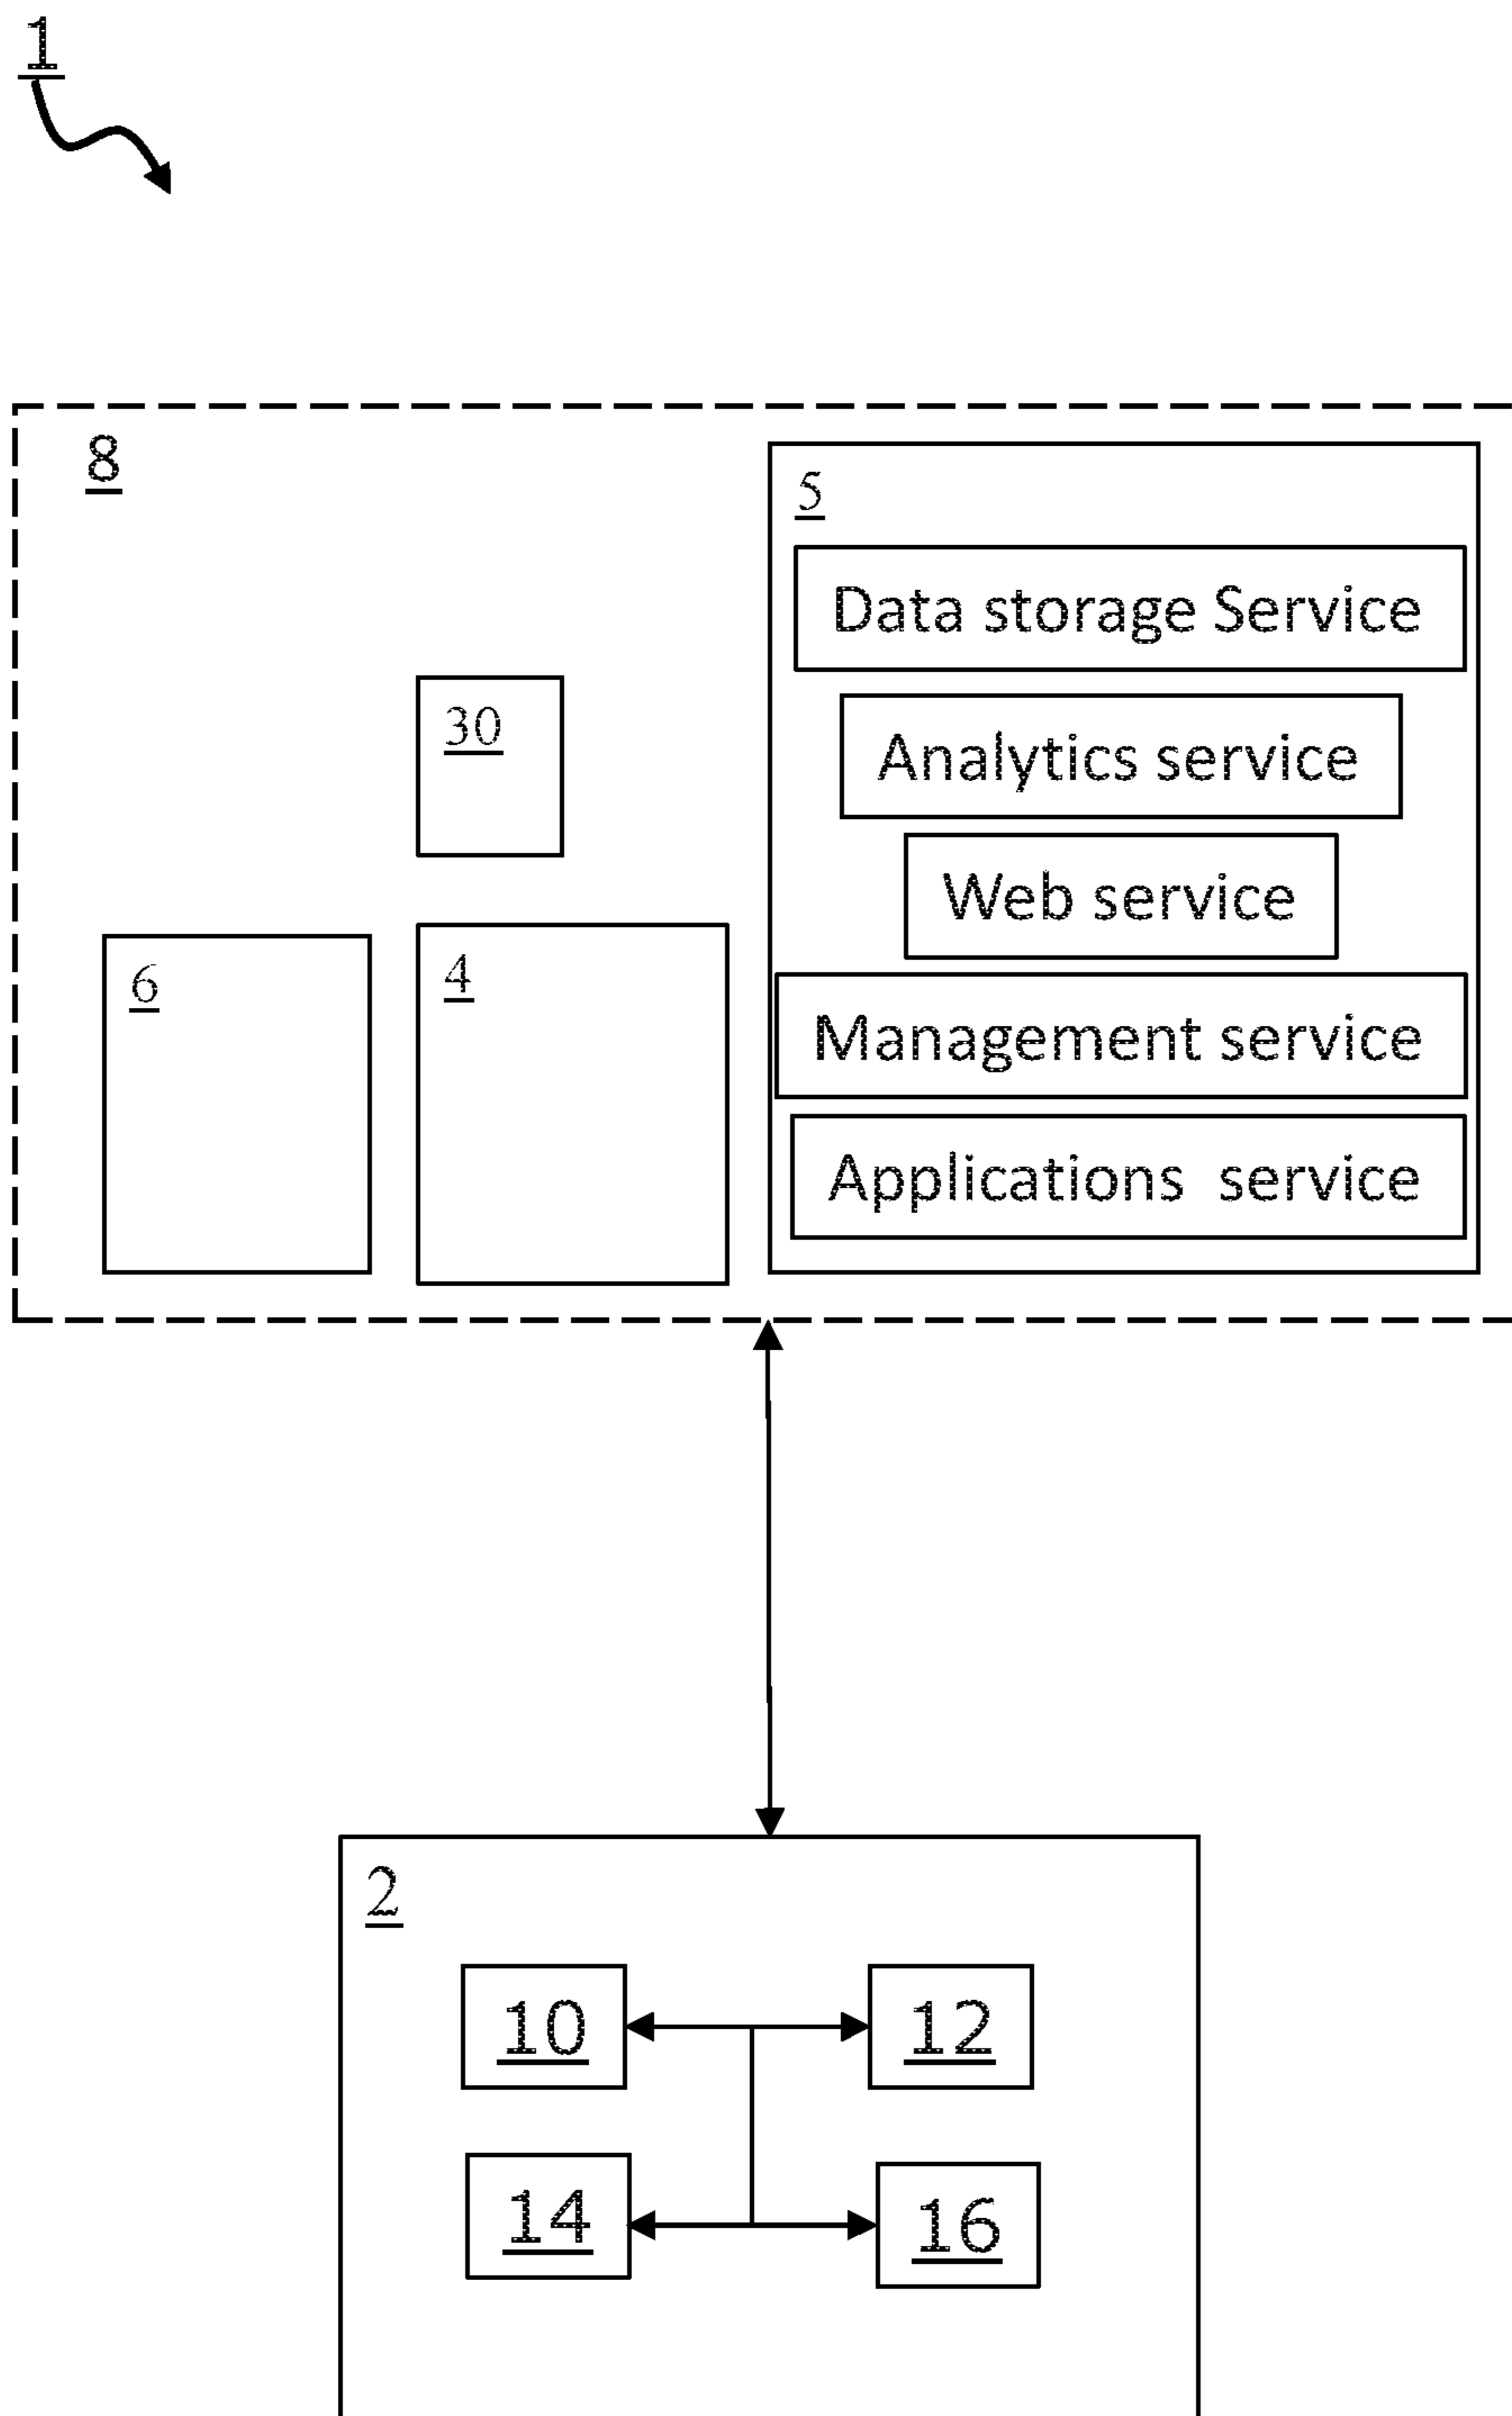 1
8
5
Data storage Service
30
Analytics service
Web service
6
4
Management service
Applications  service
2
10
12
14
16